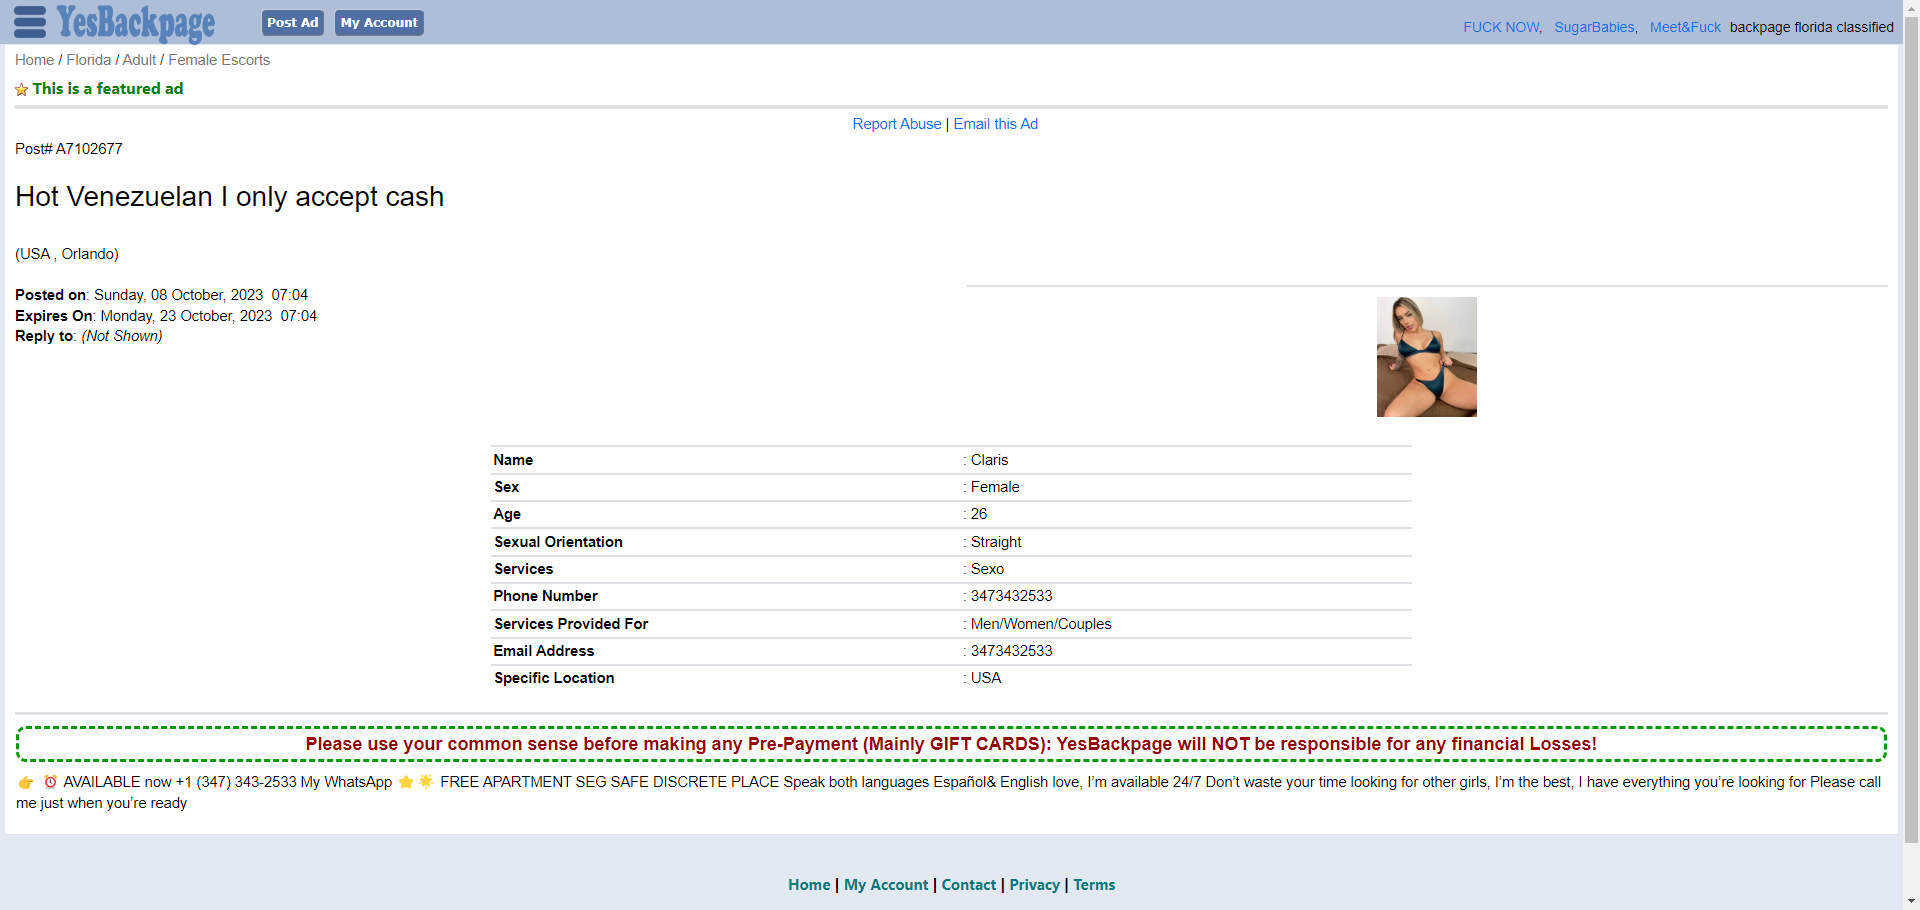 YesBackpage Post Ad My Account FUCK NOW, SugarBabies, Meet&Fuck backpage florida classified
Home / Florida / Adult / Female Escorts
This is a featured ad
Report Abuse | Email this Ad
Post# A7102677
Hot Venezuelan I only accept cash
(USA , Orlando)
Posted on: Sunday, 08 October, 2023 07:04
Expires On: Monday, 23 October, 2023 07:04
Reply to: (Not Shown)
Name : Claris
Sex : Female
Age : 26
Sexual Orientation : Straight
Services : Sexo
Phone Number : 3473432533
Services Provided For : Men/Women/Couples
Email Address : 3473432533
Specific Location : USA
Please use your common sense before making any Pre-Payment (Mainly GIFT CARDS): YesBackpage will NOT be responsible for any financial Losses!
👉 ⏰ AVAILABLE now +1 (347) 343-2533 My WhatsApp ⭐ 🌟 FREE APARTMENT SEG SAFE DISCRETE PLACE Speak both languages Español& English love, I’m available 24/7 Don’t waste your time looking for other girls, I’m the best, I have everything you’re looking for Please call
me just when you’re ready
Home | My Account | Contact | Privacy | Terms